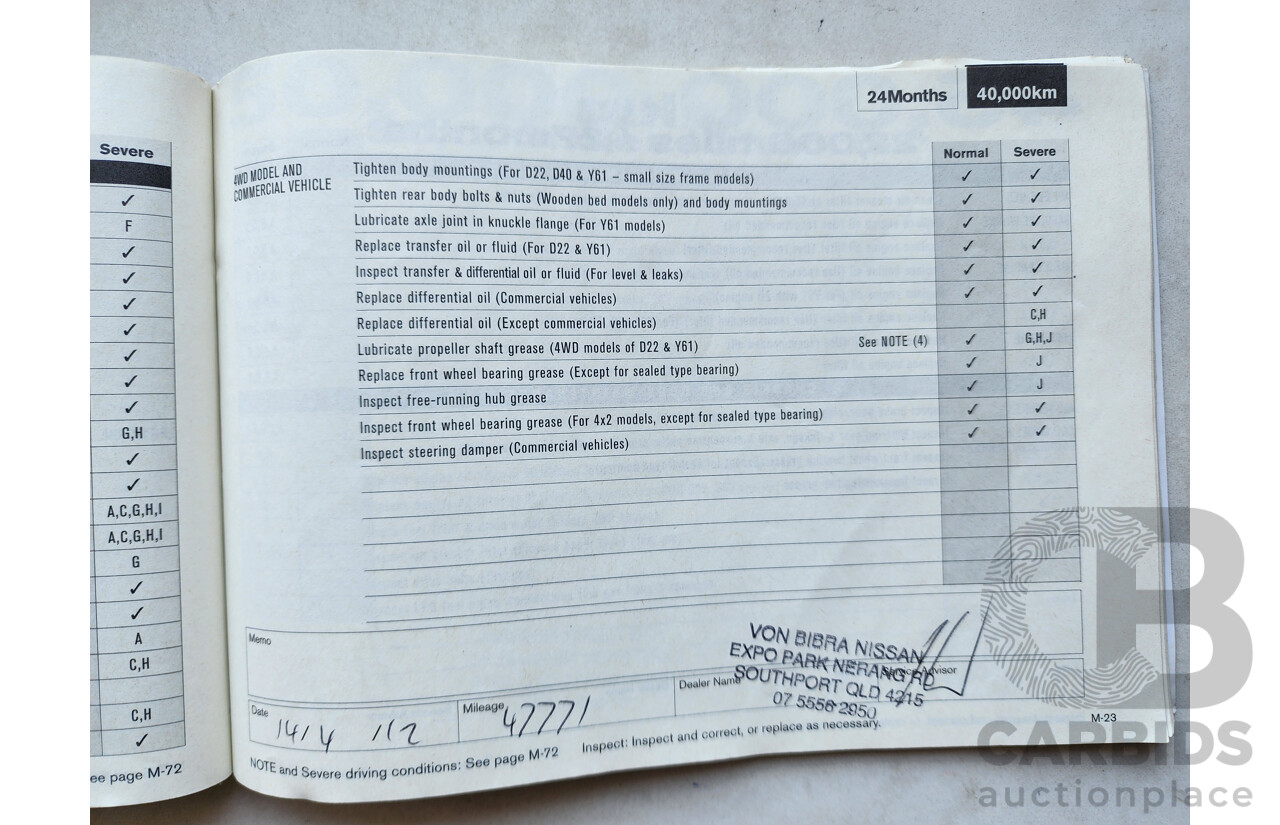 Severe
✓
F
✓
✓
✓
✓
✓
✓
✓
G,H
✓
✓
A,C,G,H,I
A,C,G,H,I
G
✓
✓
A
C,H
C,H
✓
ee page M-72
24Months 40,000km
Normal Severe
4WD MODEL AND
COMMERCIAL VEHICLE
Tighten body mountings (For D22, D40 & Y61 – small size frame models) ✓ ✓
Tighten rear body bolts & nuts (Wooden bed models only) and body mountings ✓ ✓
Lubricate axle joint in knuckle flange (For Y61 models) ✓ ✓
Replace transfer oil or fluid (For D22 & Y61) ✓ ✓
Inspect transfer & differential oil or fluid (For level & leaks) ✓ ✓
Replace differential oil (Commercial vehicles) ✓ ✓
Replace differential oil (Except commercial vehicles) C,H
Lubricate propeller shaft grease (4WD models of D22 & Y61) See NOTE (4) ✓ G,H,J
Replace front wheel bearing grease (Except for sealed type bearing) ✓ J
Inspect free-running hub grease ✓ J
Inspect front wheel bearing grease (For 4x2 models, except for sealed type bearing) ✓ ✓
Inspect steering damper (Commercial vehicles) ✓ ✓
Memo
VON BIBRA NISSAN
EXPO PARK NERANG RD
SOUTHPORT QLD 4215
07 5556 2950
Service Advisor
Date 14/4 /12
Mileage 47771
Dealer Name
NOTE and Severe driving conditions: See page M-72 Inspect: Inspect and correct, or replace as necessary.
M-23
CB
CARBIDS
auctionplace